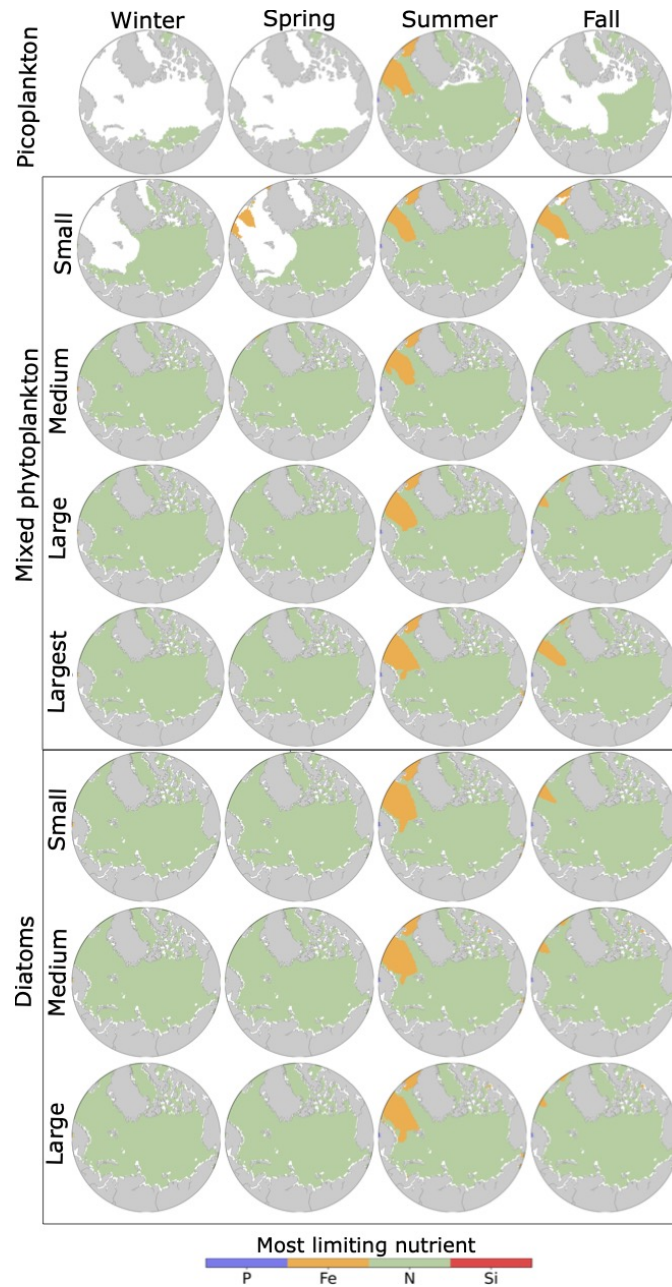 Winter Spring Summer Fall
Picoplankton
Mixed phytoplankton
Small
Medium
Large
Largest
Diatoms
Small
Medium
Large
Most limiting nutrient
P Fe N Si